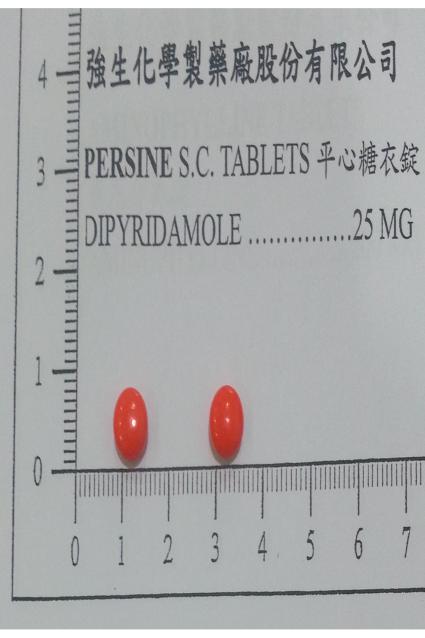 強生化學製藥廠股份有限公司
PERSINE S.C. TABLETS 平心糖衣錠
DIPYRIDAMOLE ...............25 MG
4
3
2
1
0
0 1 2 3 4 5 6 7